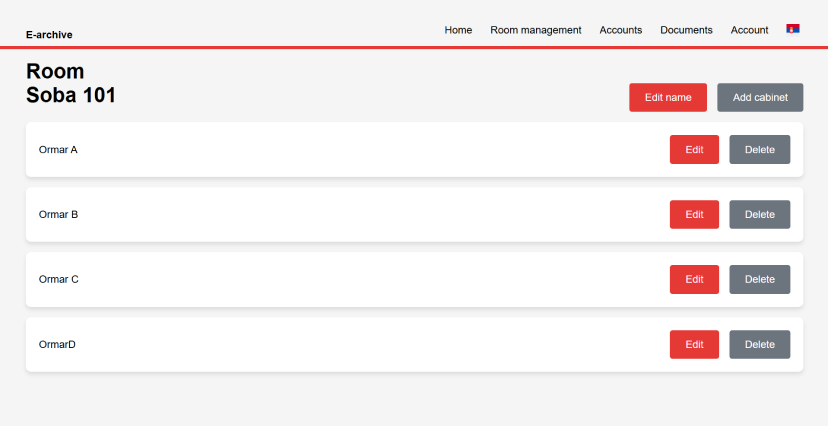 E-archive
Home Room management Accounts Documents Account
Room
Soba 101
Edit name Add cabinet
Ormar A Edit Delete
Ormar B Edit Delete
Ormar C Edit Delete
OrmarD Edit Delete